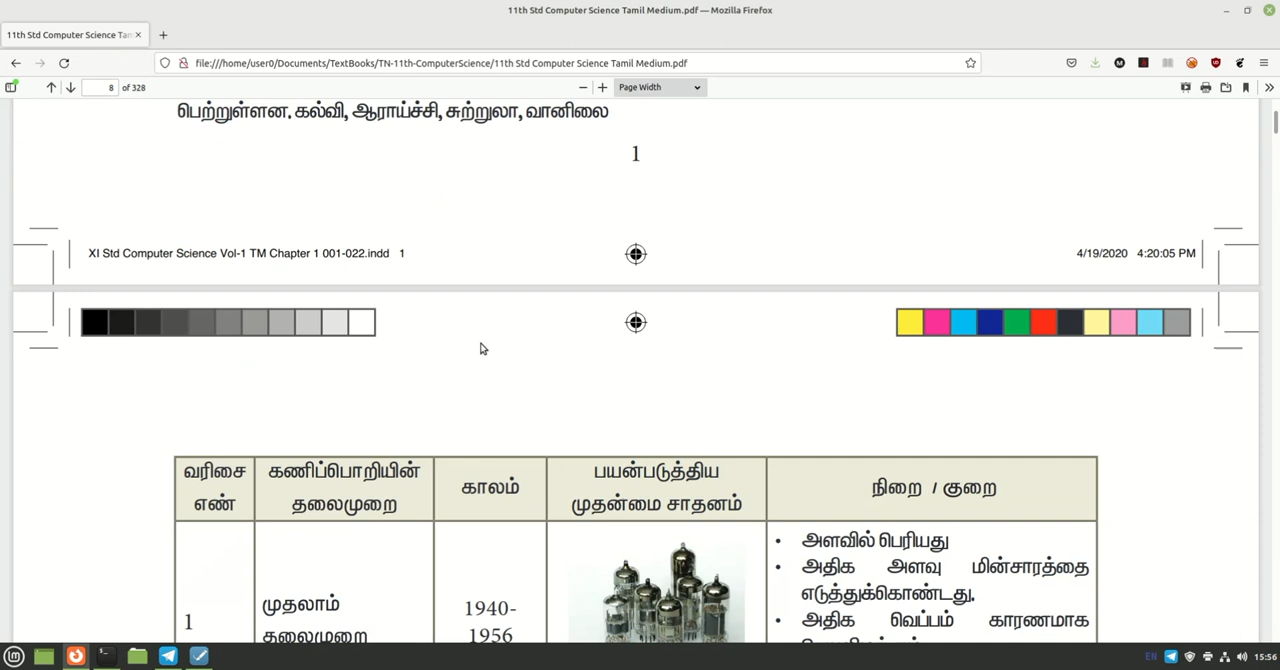 11th Std Computer Science Tamil Medium.pdf — Mozilla Firefox
11th Std Computer Science Tam
file:///home/user0/Documents/TextBooks/TN-11th-ComputerScience/11th Std Computer Science Tamil Medium.pdf
8 of 328
Page Width
பெற்றுள்ளன. கல்வி, ஆராய்ச்சி, சுற்றுலா, வானிலை
1
XI Std Computer Science Vol-1 TM Chapter 1 001-022.indd 1
4/19/2020 4:20:05 PM
வரிசை எண்
கணிப்பொறியின் தலைமுறை
காலம்
பயன்படுத்திய முதன்மை சாதனம்
நிறை / குறை
1
முதலாம் தலைமுறை
1940-
1956
• அளவில் பெரியது
• அதிக அளவு மின்சாரத்தை
எடுத்துக்கொண்டது.
• அதிக வெப்பம் காரணமாக
EN
15:56